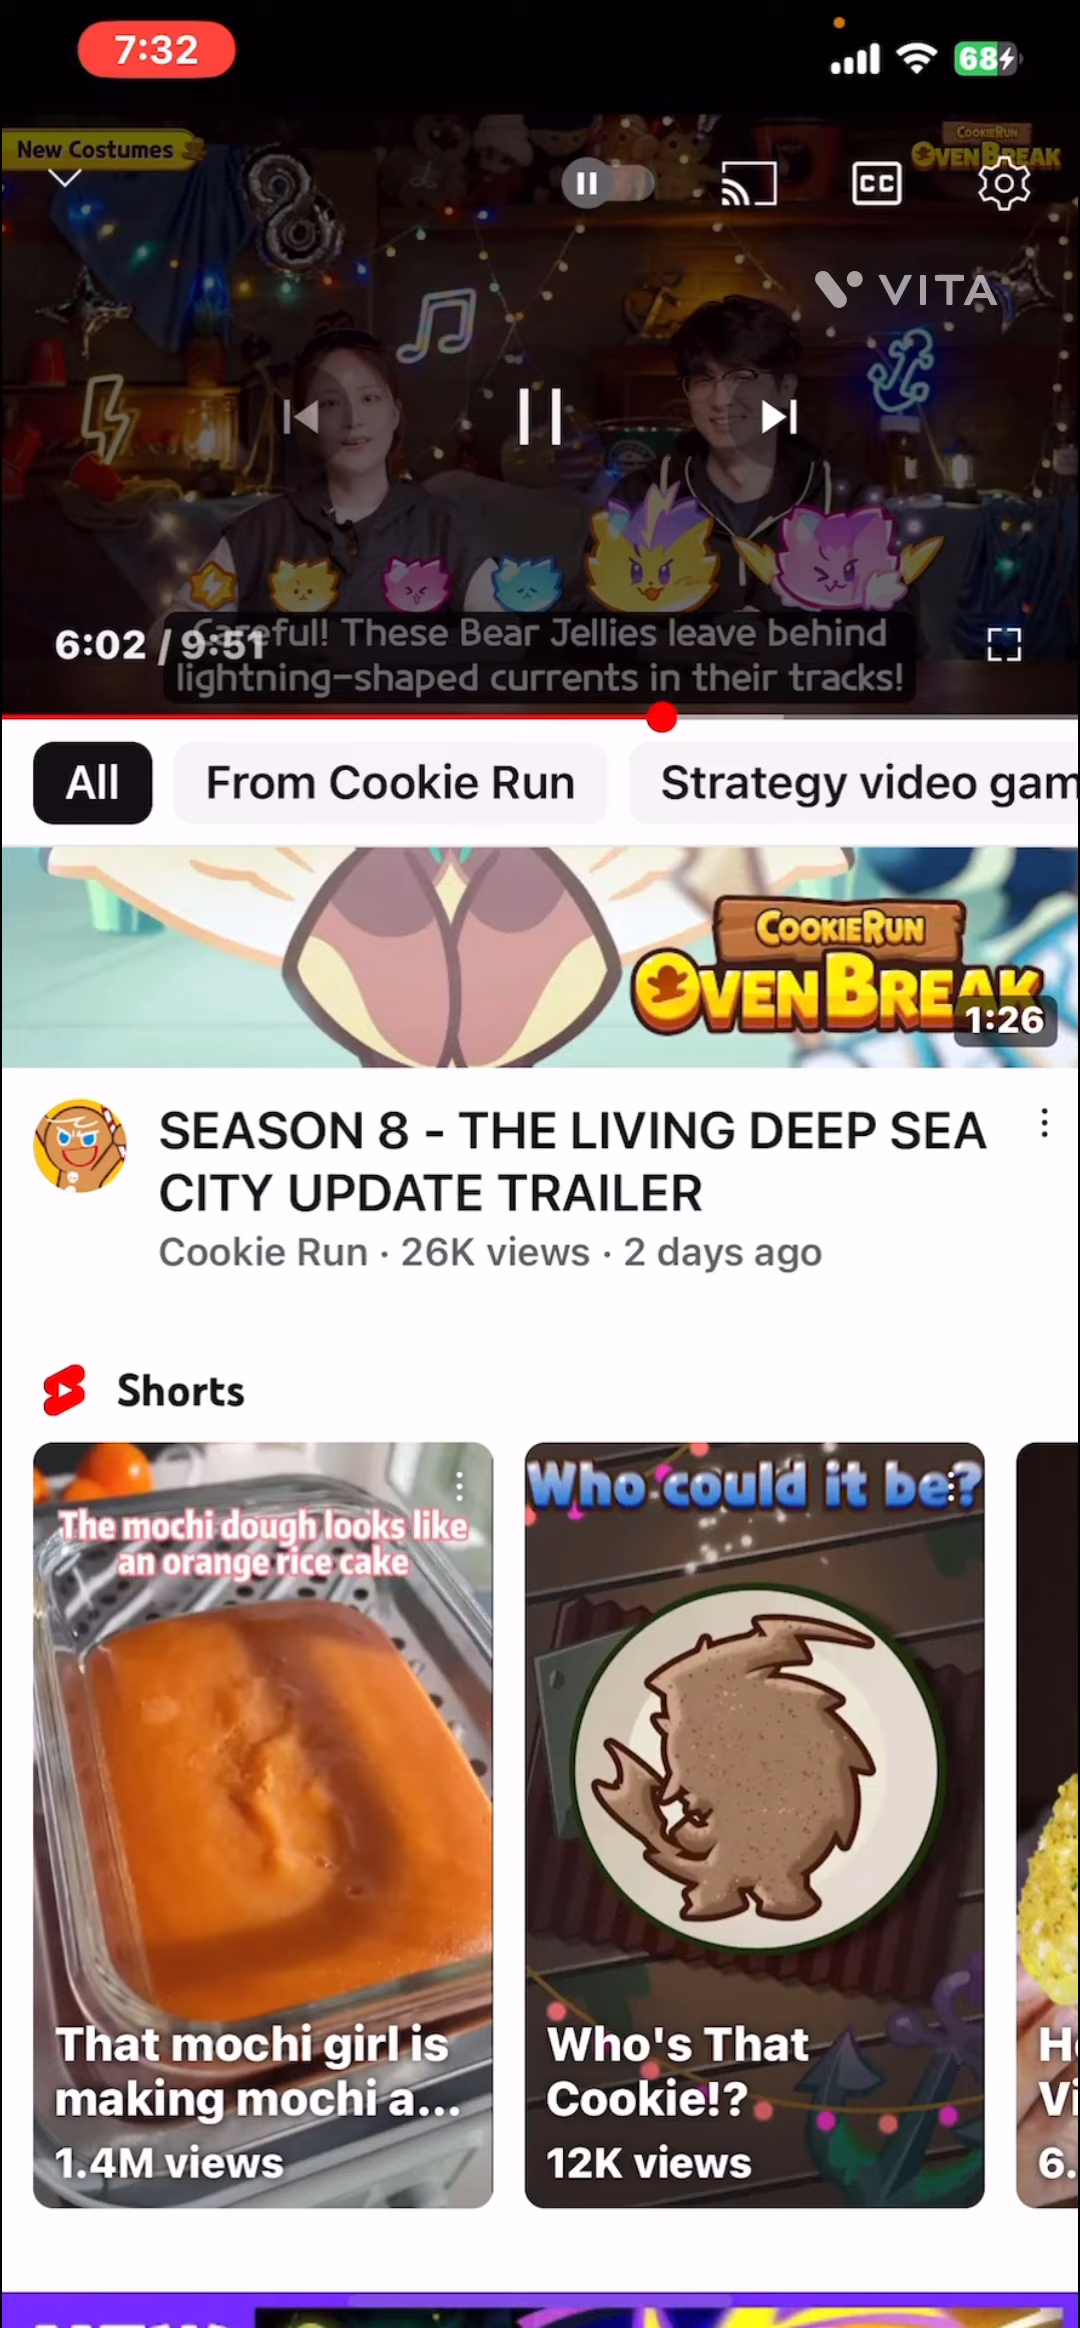 7:32
68
New Costumes
COOKIERUN
OVENBREAK
CC
VITA
6:02 / 9:51
Careful! These Bear Jellies leave behind
lightning-shaped currents in their tracks!
All
From Cookie Run
Strategy video gam
COOKIERUN
OVENBREAK
1:26
SEASON 8 - THE LIVING DEEP SEA
CITY UPDATE TRAILER
Cookie Run · 26K views · 2 days ago
Shorts
The mochi dough looks like
an orange rice cake
That mochi girl is
making mochi a...
1.4M views
Who could it be?
Who's That
Cookie!?
12K views
H
Vi
6.